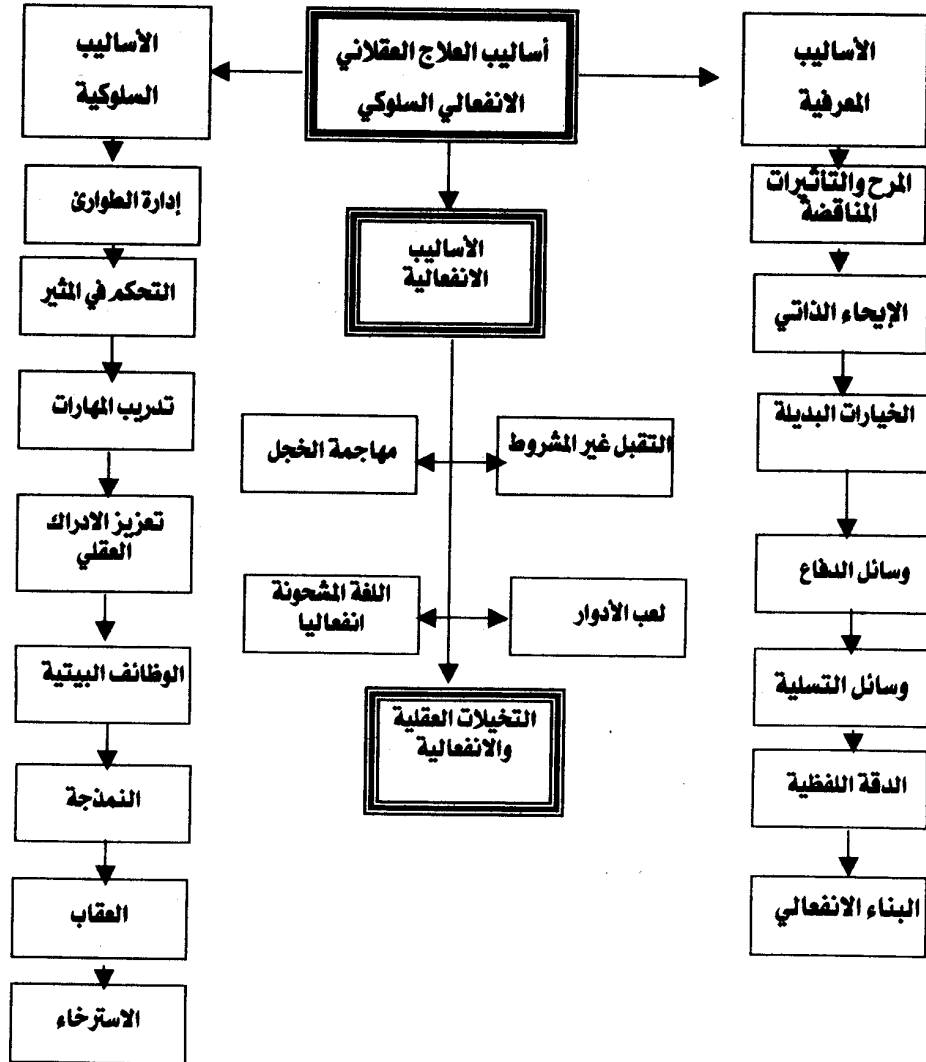 أساليب العلاج العقلاني
الانفعالي السلوكي
الأساليب
المعرفية
المرح والتأثيرات
المناقضة
الإيحاء الذاتي
الخيارات البديلة
وسائل الدفاع
وسائل التسلية
الدقة اللفظية
البناء الانفعالي
الأساليب
الانفعالية
التقبل غير المشروط
مهاجمة الخجل
لعب الأدوار
اللغة المشحونة
انفعاليا
التخيلات العقلية
والانفعالية
الأساليب
السلوكية
إدارة الطوارئ
التحكم في المثير
تدريب المهارات
تعزيز الادراك
العقلي
الوظائف البيتية
النمذجة
العقاب
الاسترخاء